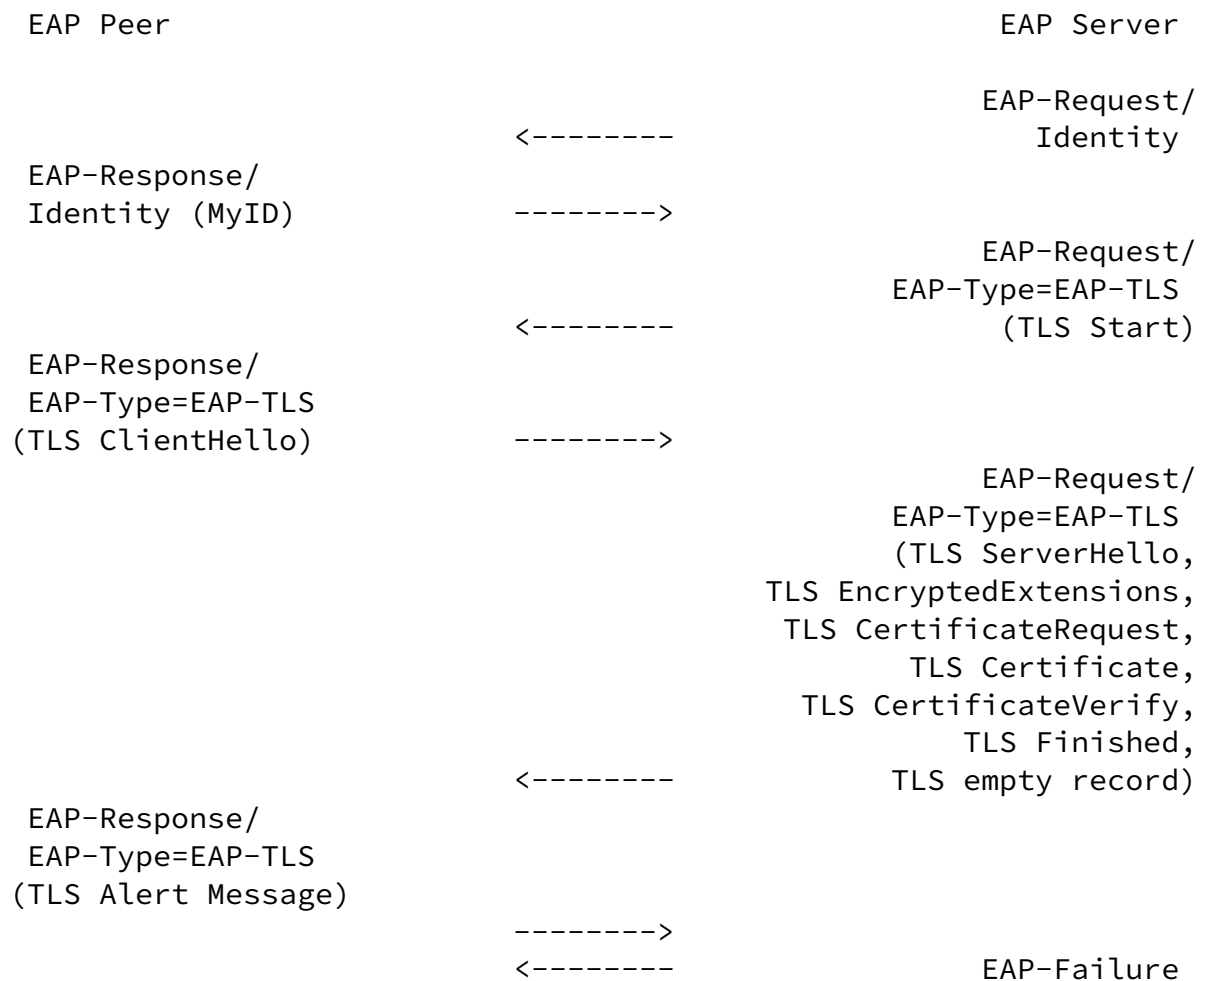 EAP Peer                                              EAP Server

                                                     EAP-Request/
                           <--------                    Identity
EAP-Response/
Identity (MyID)            -------->
                                                     EAP-Request/
                                                EAP-Type=EAP-TLS
                           <--------                  (TLS Start)
EAP-Response/
EAP-Type=EAP-TLS
(TLS ClientHello)          -------->
                                                     EAP-Request/
                                                EAP-Type=EAP-TLS
                                                (TLS ServerHello,
                                         TLS EncryptedExtensions,
                                          TLS CertificateRequest,
                                                 TLS Certificate,
                                           TLS CertificateVerify,
                                                    TLS Finished,
                           <--------            TLS empty record)
EAP-Response/
EAP-Type=EAP-TLS
(TLS Alert Message)
                           -------->
                           <--------                 EAP-Failure